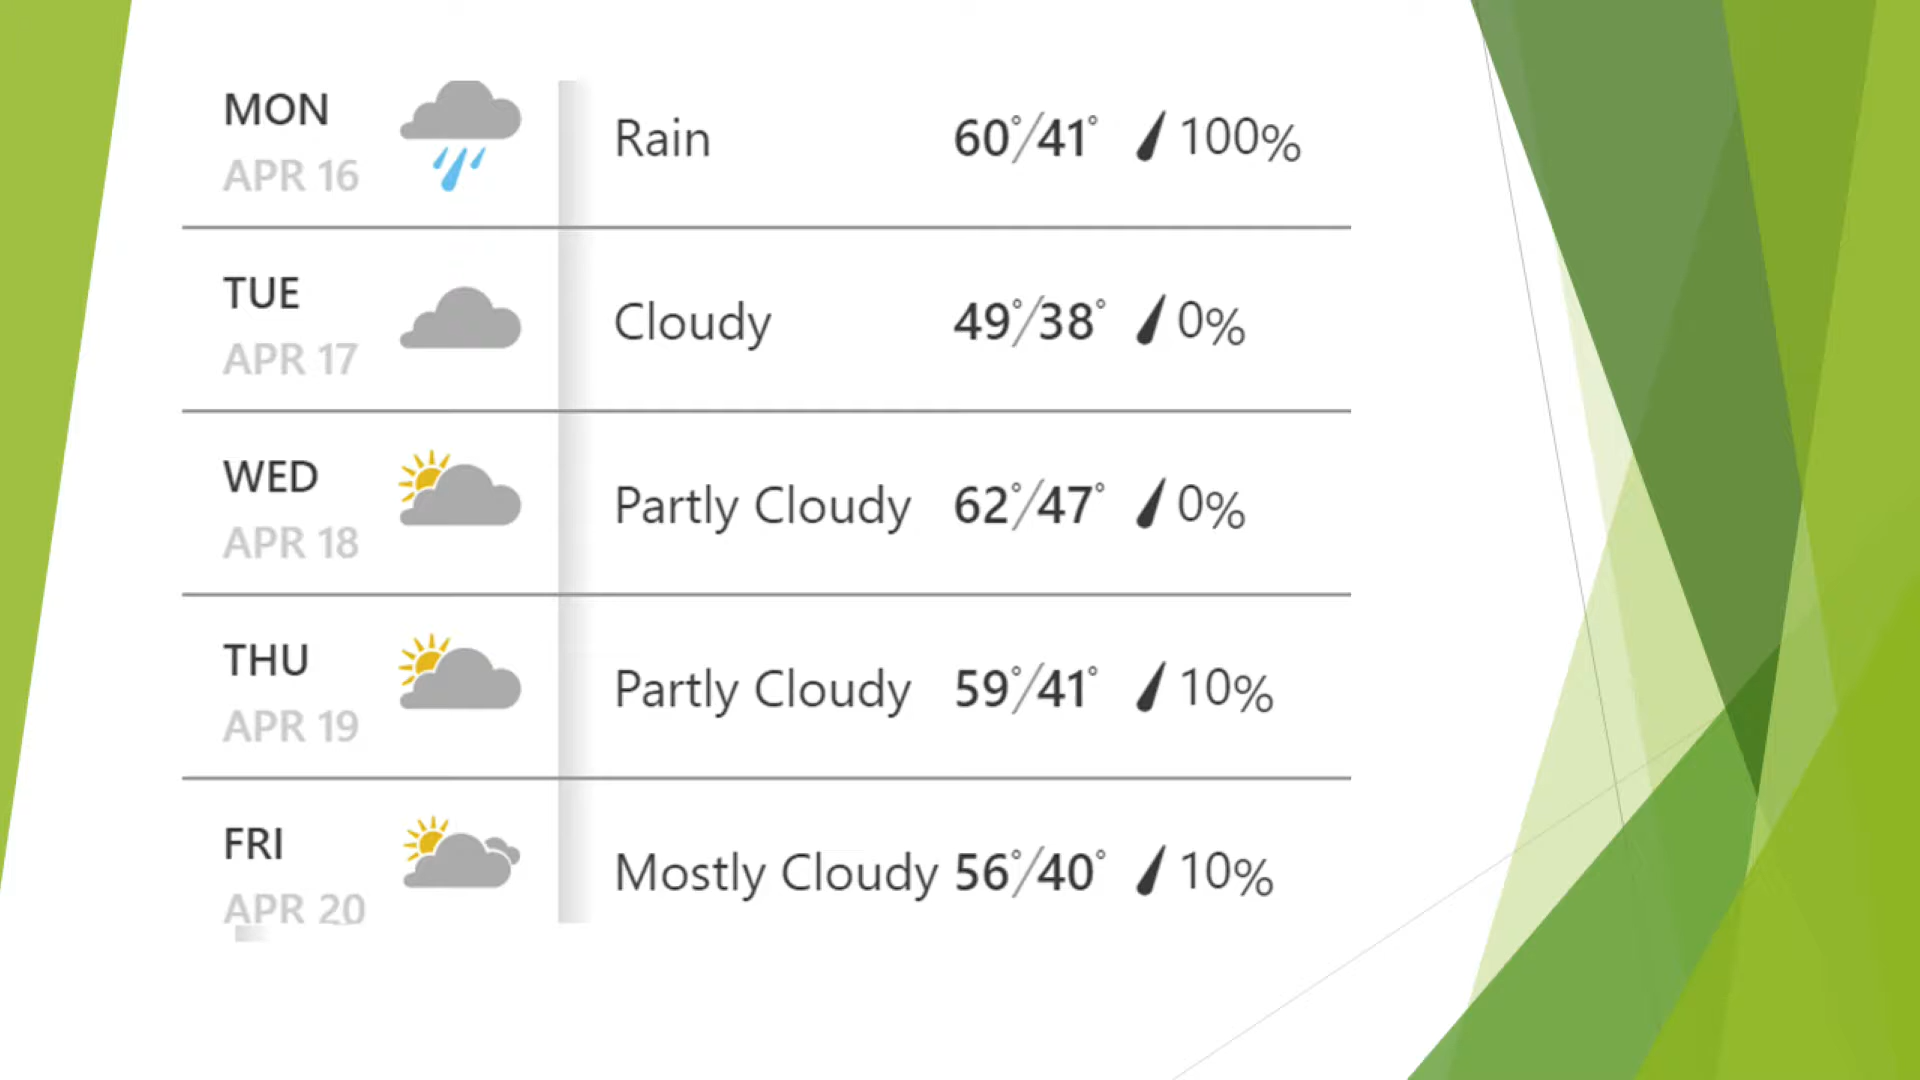 MON
APR 16
Rain 60°/41° 100%
TUE
APR 17
Cloudy 49°/38° 0%
WED
APR 18
Partly Cloudy 62°/47° 0%
THU
APR 19
Partly Cloudy 59°/41° 10%
FRI
APR 20
Mostly Cloudy 56°/40° 10%